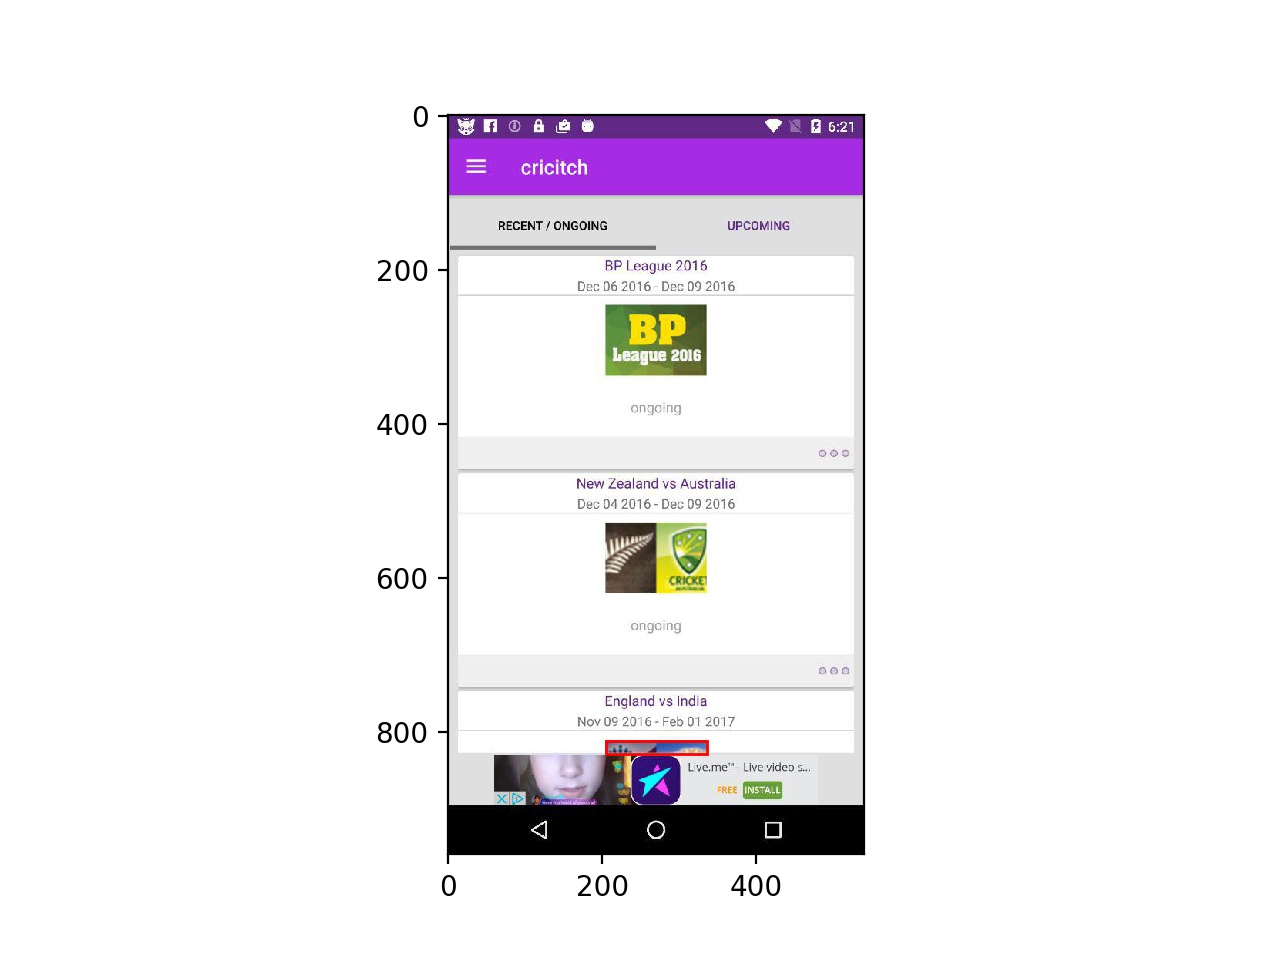 0
200
400
600
800
6:21
cricitch
RECENT / ONGOING
UPCOMING
BP League 2016
Dec 06 2016 - Dec 09 2016
BP
League 2016
ongoing
New Zealand vs Australia
Dec 04 2016 - Dec 09 2016
CRICKET
AUSTRALIA
ongoing
England vs India
Nov 09 2016 - Feb 01 2017
Live.me™ - Live video s...
FREE
INSTALL
0
200
400